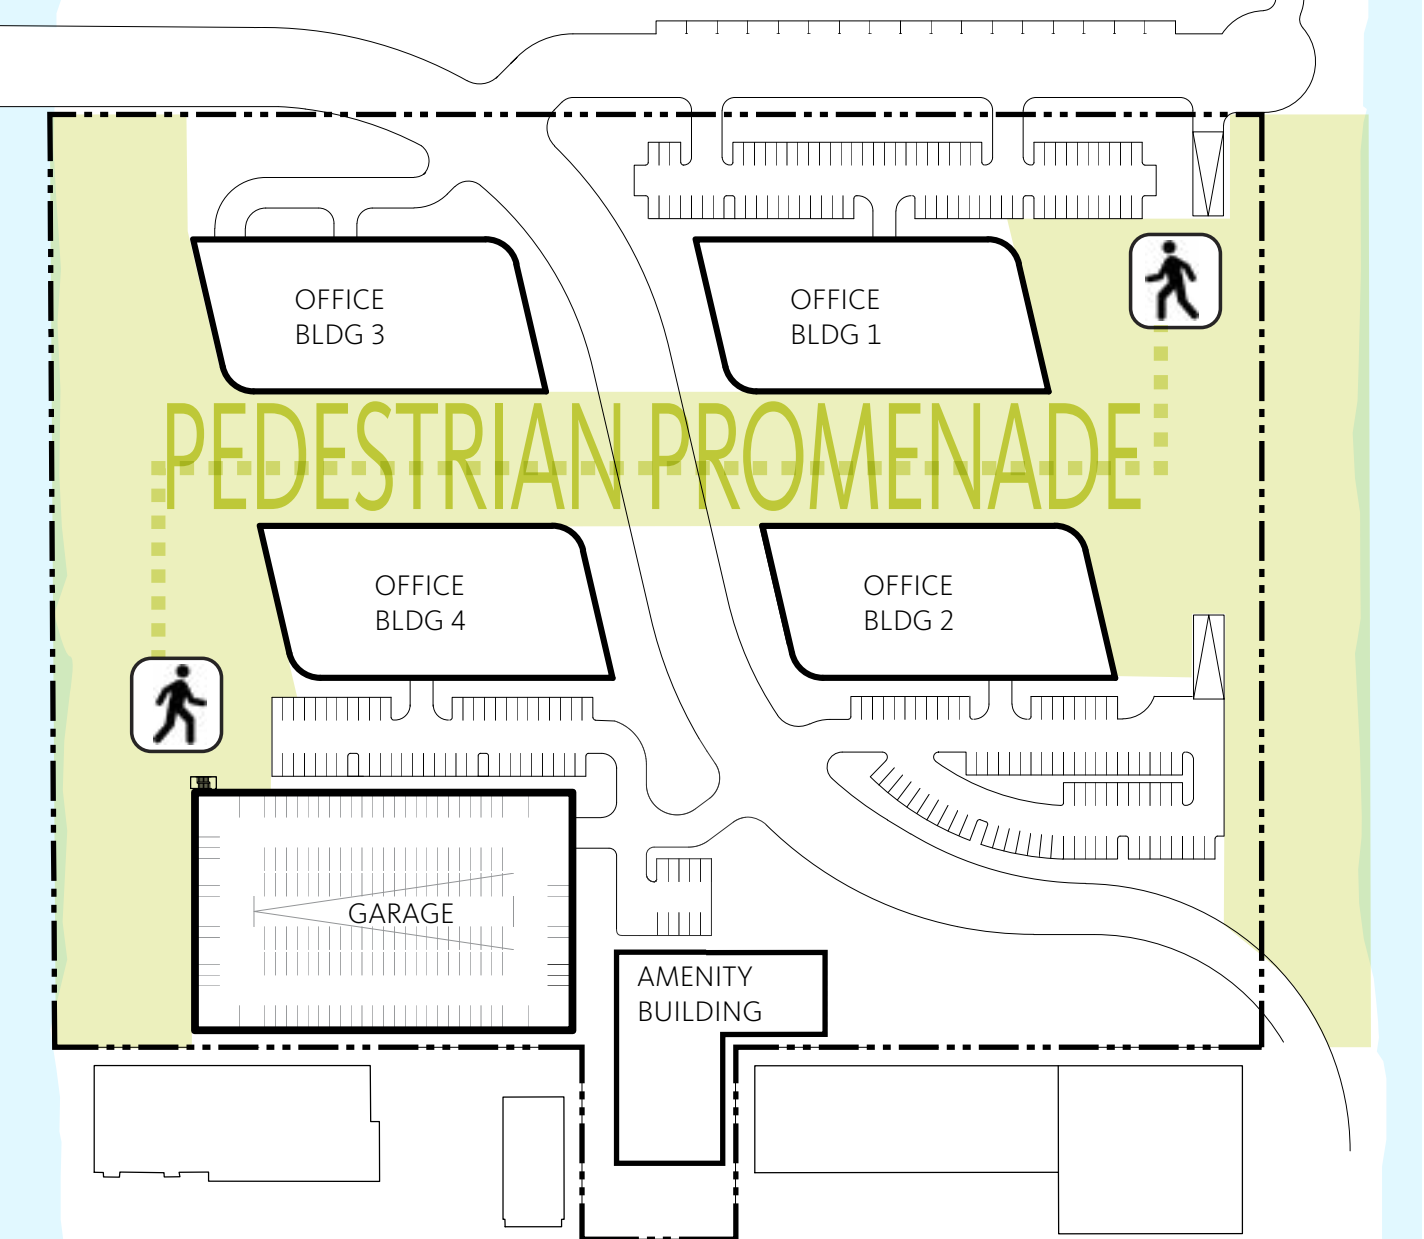 OFFICE
BLDG 3
OFFICE
BLDG 1
PEDESTRIAN PROMENADE
OFFICE
BLDG 4
OFFICE
BLDG 2
GARAGE
AMENITY
BUILDING